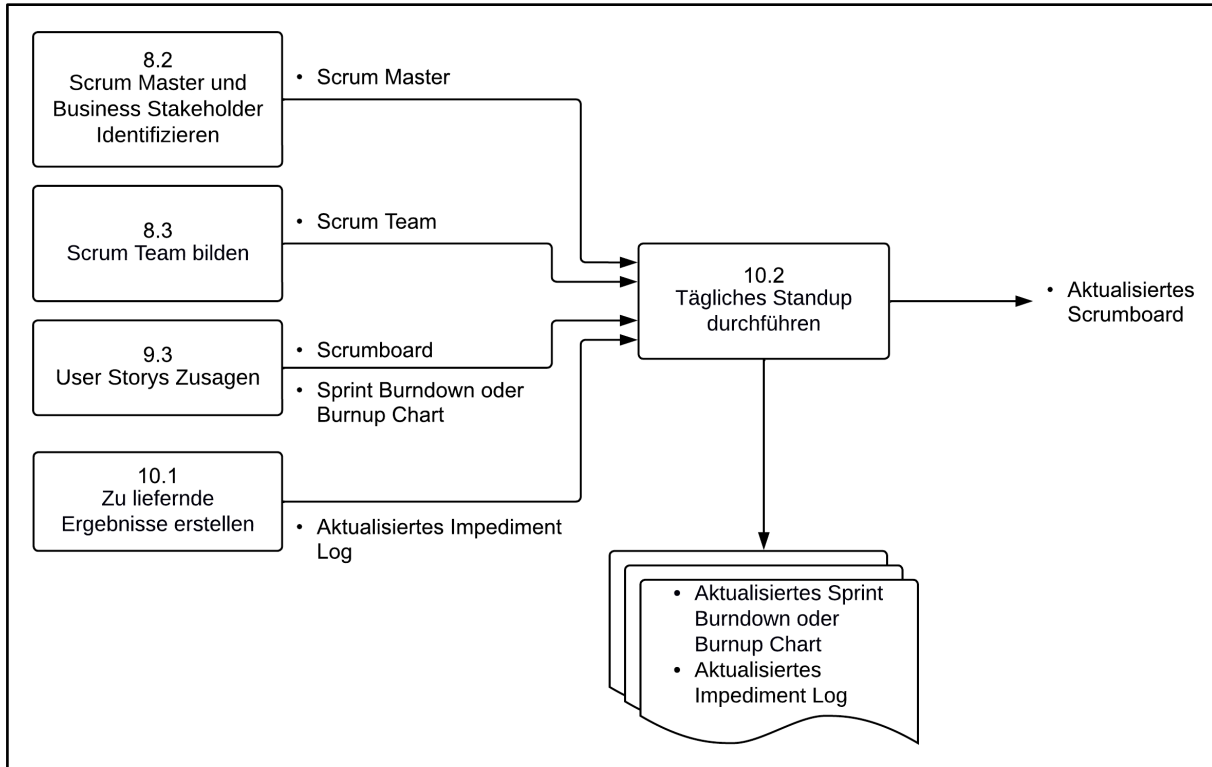 8.2
Scrum Master und
Business Stakeholder
Identifizieren
• Scrum Master
8.3
Scrum Team bilden
• Scrum Team
9.3
User Storys Zusagen
• Scrumboard
• Sprint Burndown oder
Burnup Chart
10.1
Zu liefernde
Ergebnisse erstellen
• Aktualisiertes Impediment
Log
10.2
Tägliches Standup
durchführen
• Aktualisiertes
Scrumboard
• Aktualisiertes Sprint
Burndown oder
Burnup Chart
• Aktualisiertes
Impediment Log